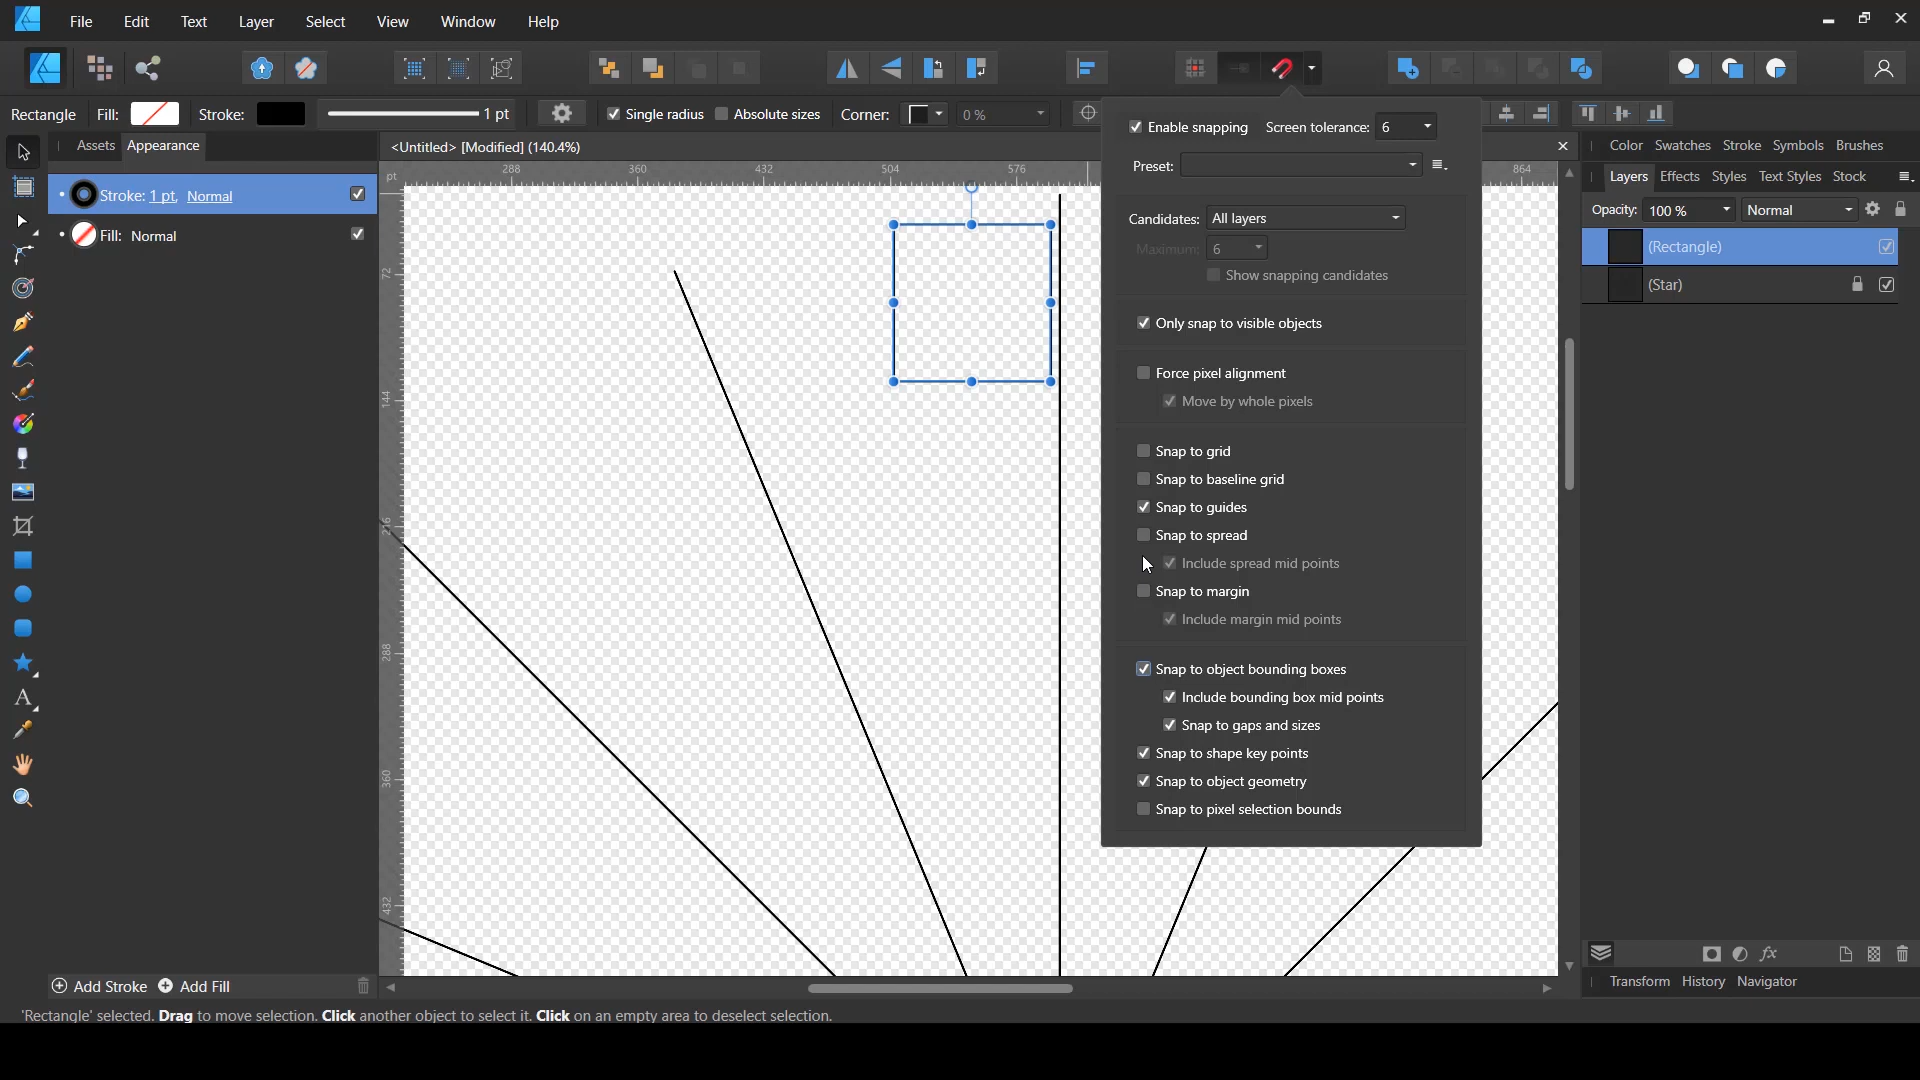 File Edit Text Layer Select View Window Help
Rectangle Fill: Stroke: 1 pt Single radius Absolute sizes Corner: 0 %
Assets Appearance
<Untitled> [Modified] (140.4%)
Color Swatches Stroke Symbols Brushes
Stroke: 1 pt, Normal
Fill: Normal
pt 288 360 432 504 576 864
72
144
216
288
360
432
Enable snapping Screen tolerance: 6
Preset:
Candidates: All layers
Maximum: 6
Show snapping candidates
Only snap to visible objects
Force pixel alignment
Move by whole pixels
Snap to grid
Snap to baseline grid
Snap to guides
Snap to spread
Include spread mid points
Snap to margin
Include margin mid points
Snap to object bounding boxes
Include bounding box mid points
Snap to gaps and sizes
Snap to shape key points
Snap to object geometry
Snap to pixel selection bounds
Layers Effects Styles Text Styles Stock
Opacity: 100 % Normal
(Rectangle)
(Star)
fx
Transform History Navigator
Add Stroke Add Fill
'Rectangle' selected. Drag to move selection. Click another object to select it. Click on an empty area to deselect selection.